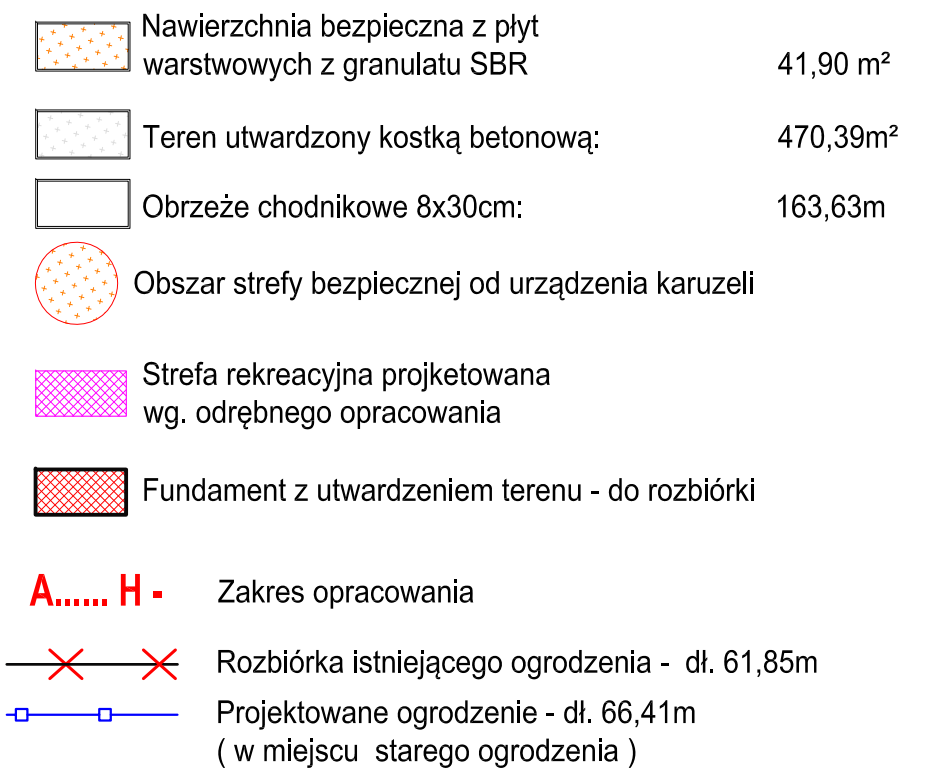 Nawierzchnia bezpieczna z płyt
warstwowych z granulatu SBR 41,90 m²
Teren utwardzony kostką betonową: 470,39m²
Obrzeże chodnikowe 8x30cm: 163,63m
Obszar strefy bezpiecznej od urządzenia karuzeli
Strefa rekreacyjna projketowana
wg. odrębnego opracowania
Fundament z utwardzeniem terenu - do rozbiórki
A...... H - Zakres opracowania
Rozbiórka istniejącego ogrodzenia - dł. 61,85m
Projektowane ogrodzenie - dł. 66,41m
( w miejscu starego ogrodzenia )